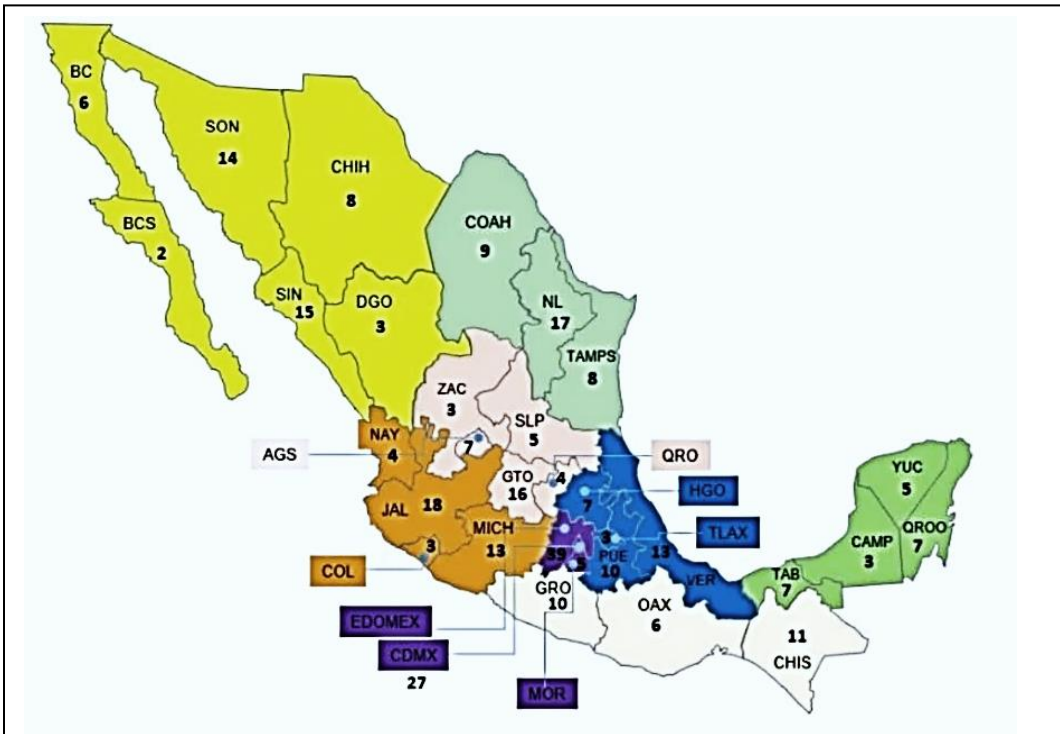 BC
6
SON
14
CHIH
8
BCS
2
COAH
9
SIN
15
DGO
3
NL
17
TAMPS
8
ZAC
3
SLP
5
NAY
4
AGS
7
QRO
4
GTO
16
HGO
7
JAL
18
MICH
13
COL
3
TLAX
3
PUE
10
VER
13
39
5
YUC
5
QROO
7
CAMP
3
TAB
7
GRO
10
OAX
6
11
CHIS
EDOMEX
CDMX
27
MOR